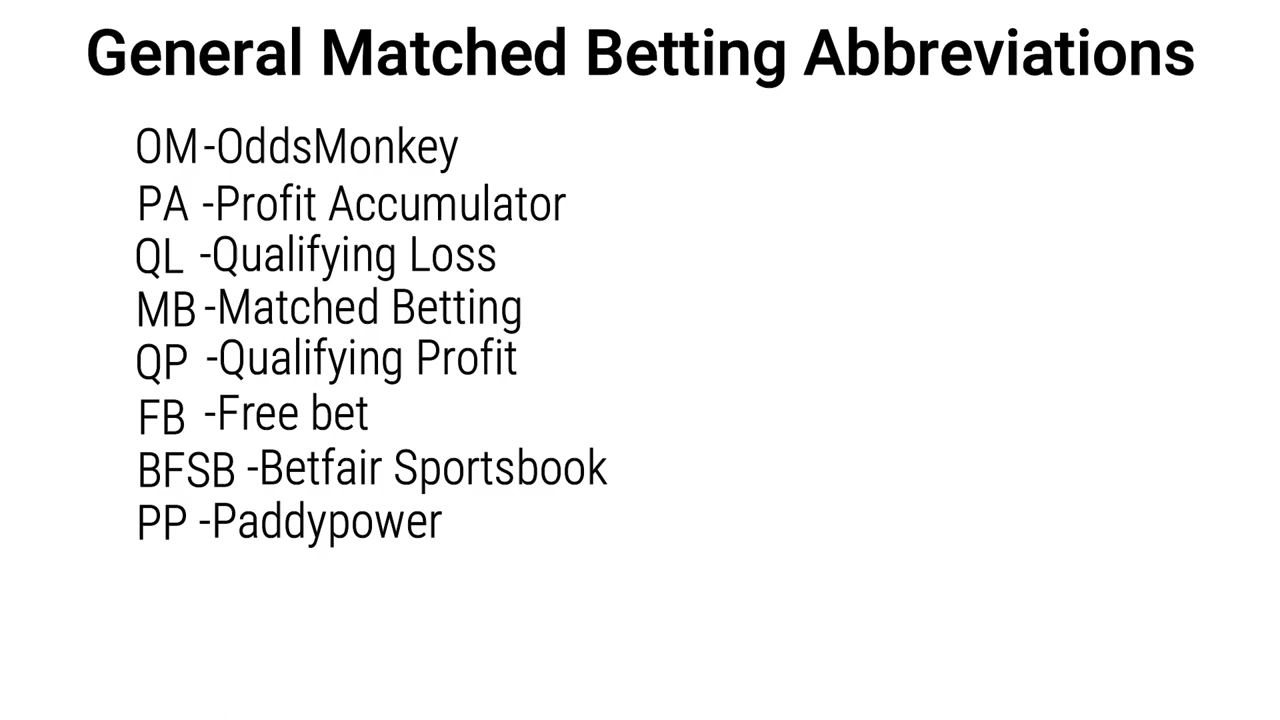 General Matched Betting Abbreviations
OM -OddsMonkey
PA -Profit Accumulator
QL -Qualifying Loss
MB -Matched Betting
QP -Qualifying Profit
FB -Free bet
BFSB -Betfair Sportsbook
PP -Paddypower